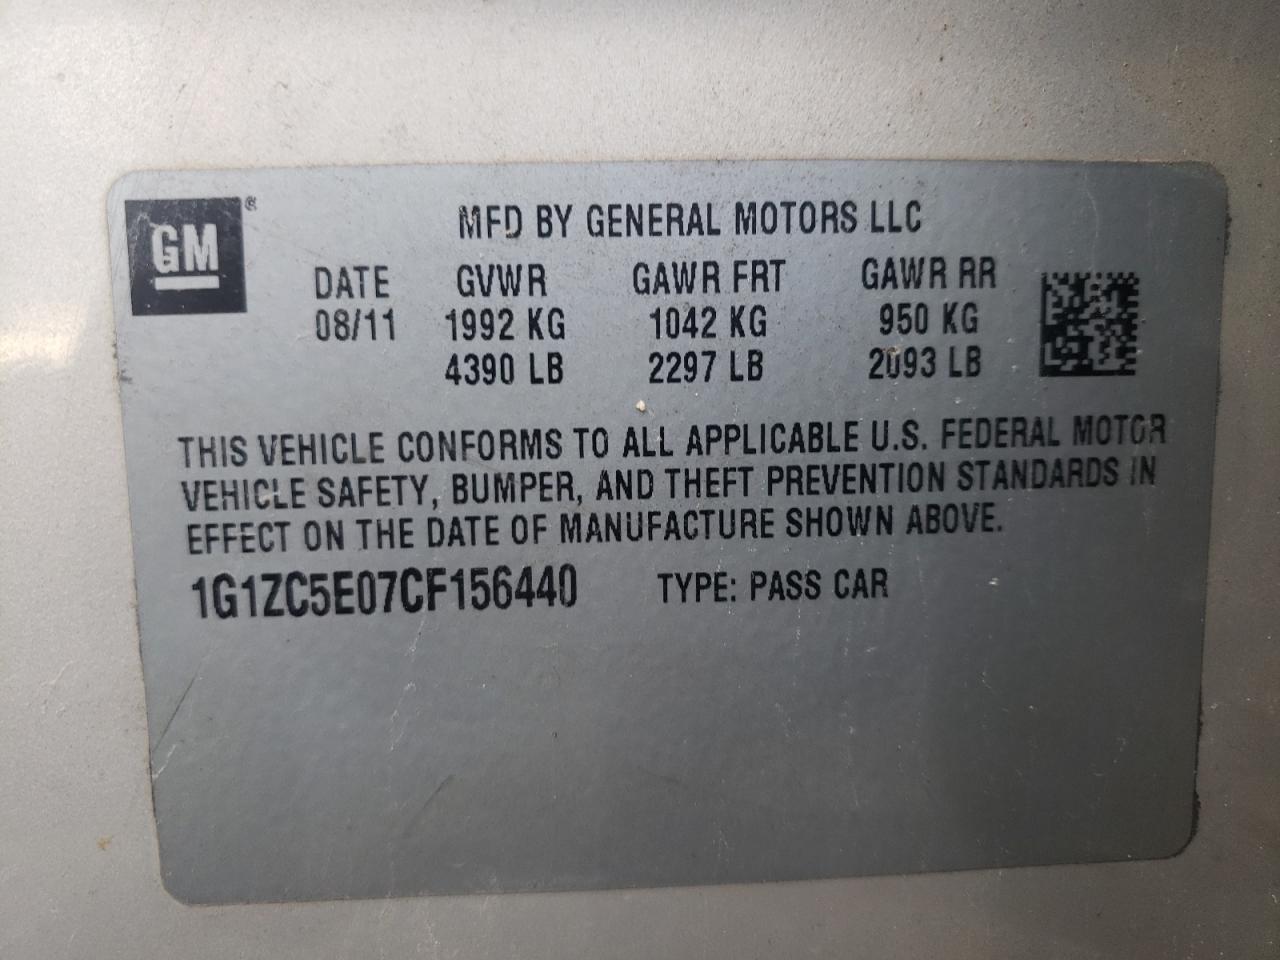 GM®
MFD BY GENERAL MOTORS LLC
DATE GVWR GAWR FRT GAWR RR
08/11 1992 KG 1042 KG 950 KG
4390 LB 2297 LB 2093 LB
THIS VEHICLE CONFORMS TO ALL APPLICABLE U.S. FEDERAL MOTOR
VEHICLE SAFETY, BUMPER, AND THEFT PREVENTION STANDARDS IN
EFFECT ON THE DATE OF MANUFACTURE SHOWN ABOVE.
1G1ZC5E07CF156440 TYPE: PASS CAR